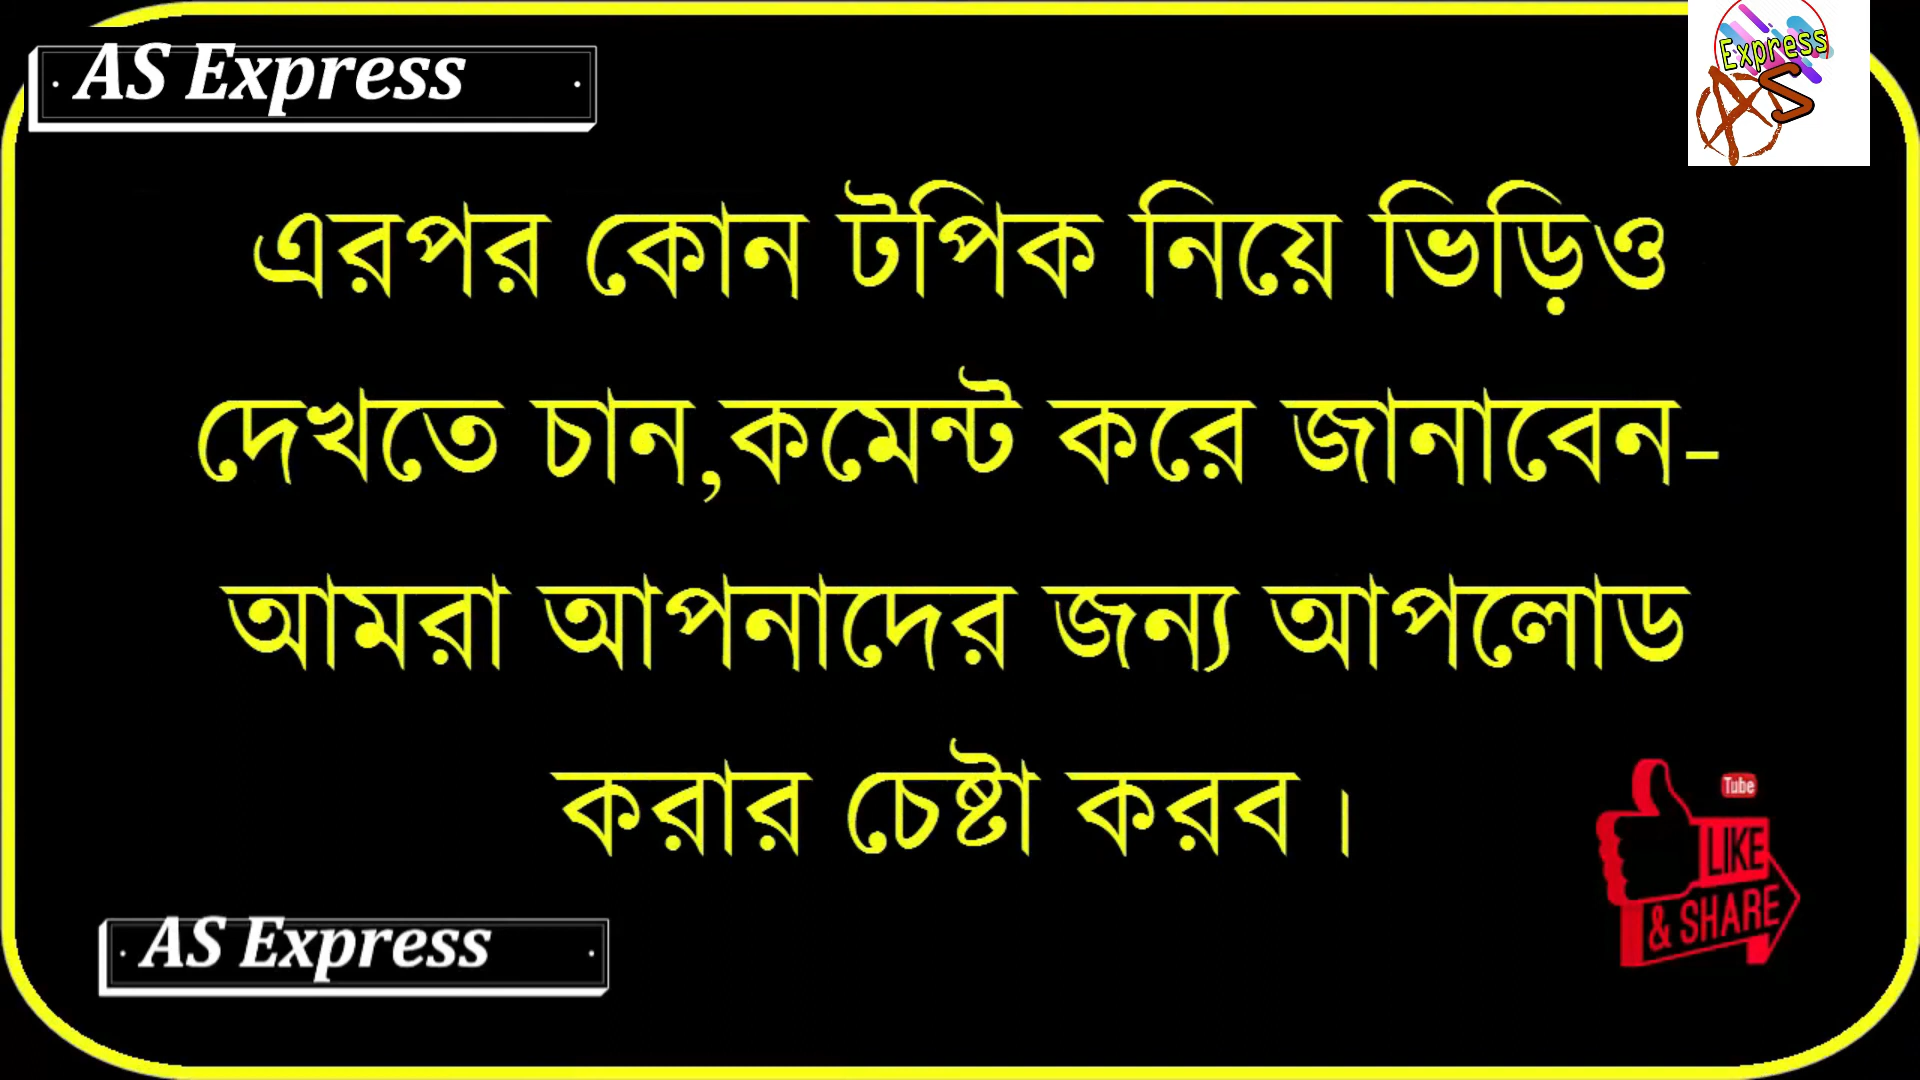 AS Express
Express
AS
এরপর কোন টপিক নিয়ে ভিড়িও
দেখতে চান,কমেন্ট করে জানাবেন-
আমরা আপনাদের জন্য আপলোড
করার চেষ্টা করব।
Tube
LIKE
& SHARE
AS Express